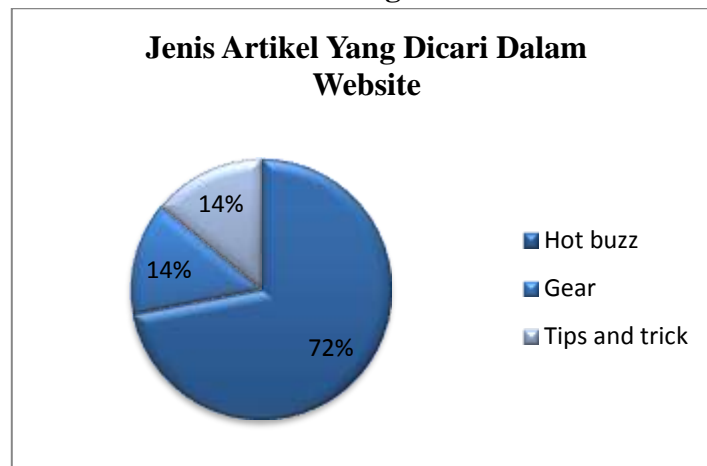 Jenis Artikel Yang Dicari Dalam
Website
14%
14%
72%
Hot buzz
Gear
Tips and trick